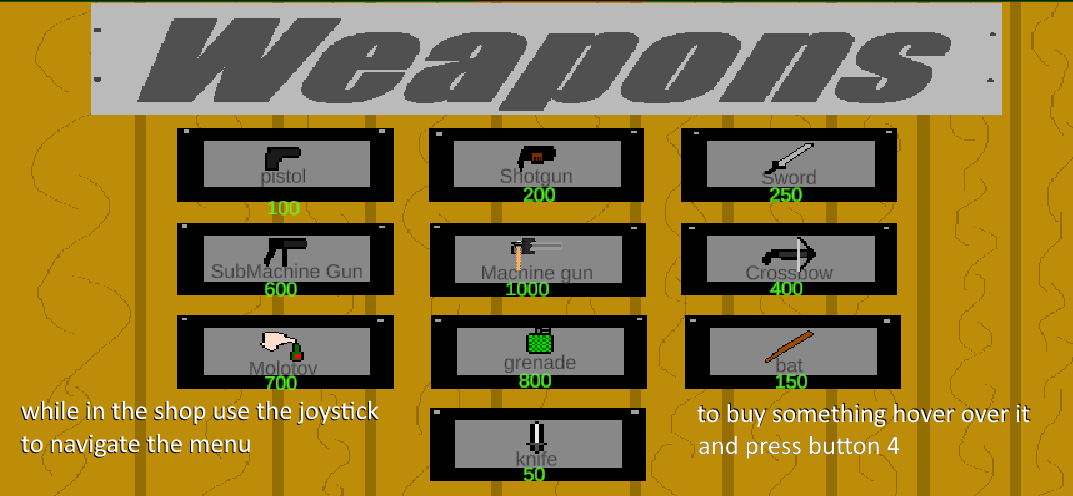 Weapons
pistol
100
Shotgun
200
Sword
250
SubMachine Gun
600
Machine gun
1000
Crossbow
400
Molotov
700
grenade
800
bat
150
knife
50
while in the shop use the joystick
to navigate the menu
to buy something hover over it
and press button 4